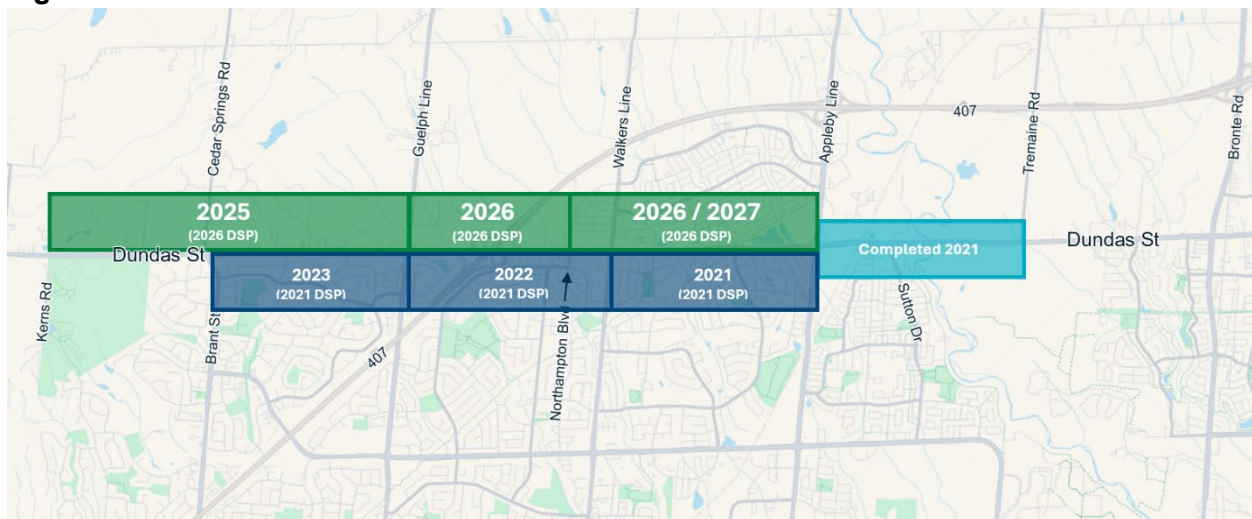 Cedar Springs Rd
Guelph Line
Walkers Line
Appleby Line
407
Tremaine Rd
Bronte Rd
2025
(2026 DSP)
2026
(2026 DSP)
2026 / 2027
(2026 DSP)
Dundas St
Completed 2021
Dundas St
2023
(2021 DSP)
2022
(2021 DSP)
2021
(2021 DSP)
Kerns Rd
Brant St
407
Northampton Blvd
Sutton Dr